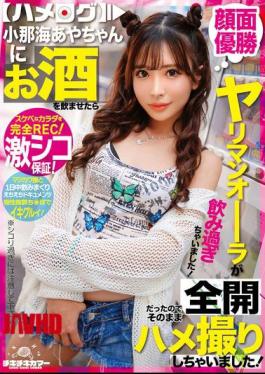 【ハメ●グ】▶
小那海あやちゃん
に
お酒
を飲ませたら
顔面
優勝
スケベなカラダを
完全REC!
激シコ
保証!
ヤリマンオーラが
飲み過ぎ
ちゃいました!
全開
だったので
そのまま
ハメ撮り
しちゃいました!
JAVHD